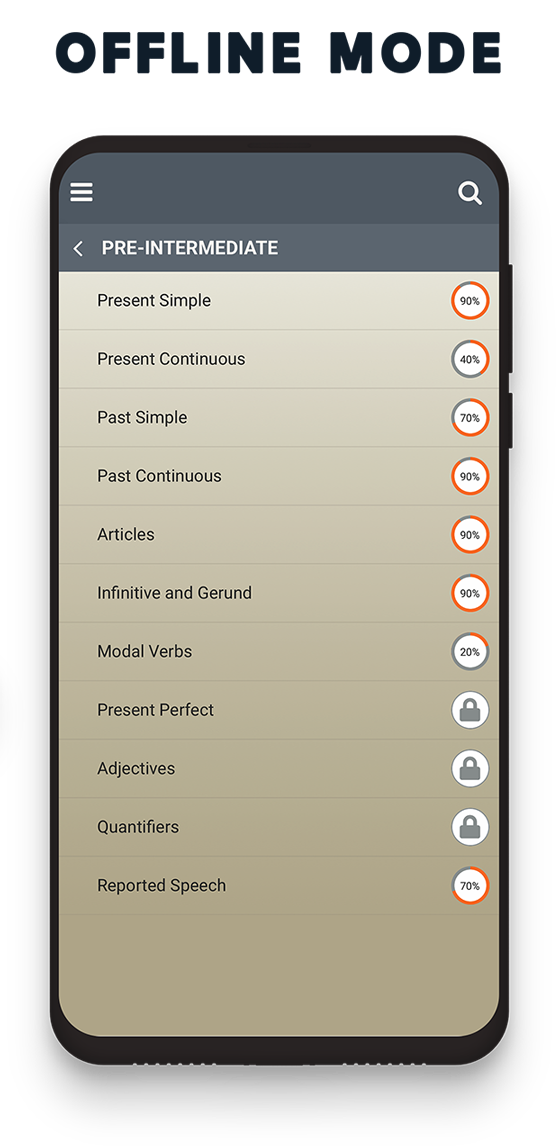 OFFLINE MODE
PRE-INTERMEDIATE
Present Simple 90%
Present Continuous 40%
Past Simple 70%
Past Continuous 90%
Articles 90%
Infinitive and Gerund 90%
Modal Verbs 20%
Present Perfect
Adjectives
Quantifiers
Reported Speech 70%